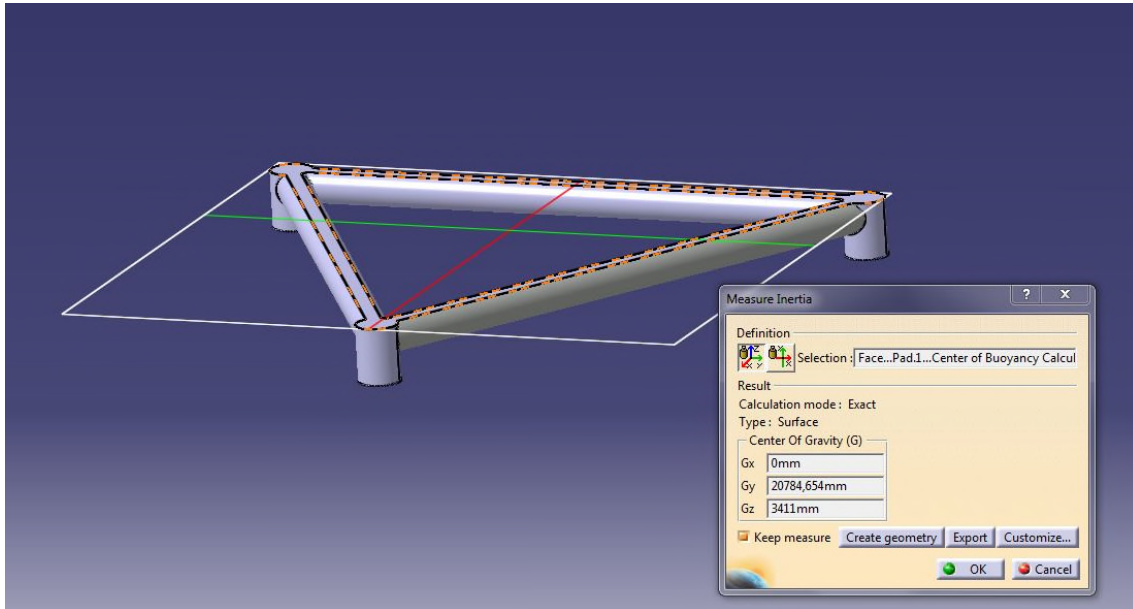 Measure Inertia
Definition
Selection : Face...Pad.1...Center of Buoyancy Calcul
Result
Calculation mode : Exact
Type : Surface
Center Of Gravity (G)
Gx 0mm
Gy 20784,654mm
Gz 3411mm
Keep measure Create geometry Export Customize...
OK Cancel